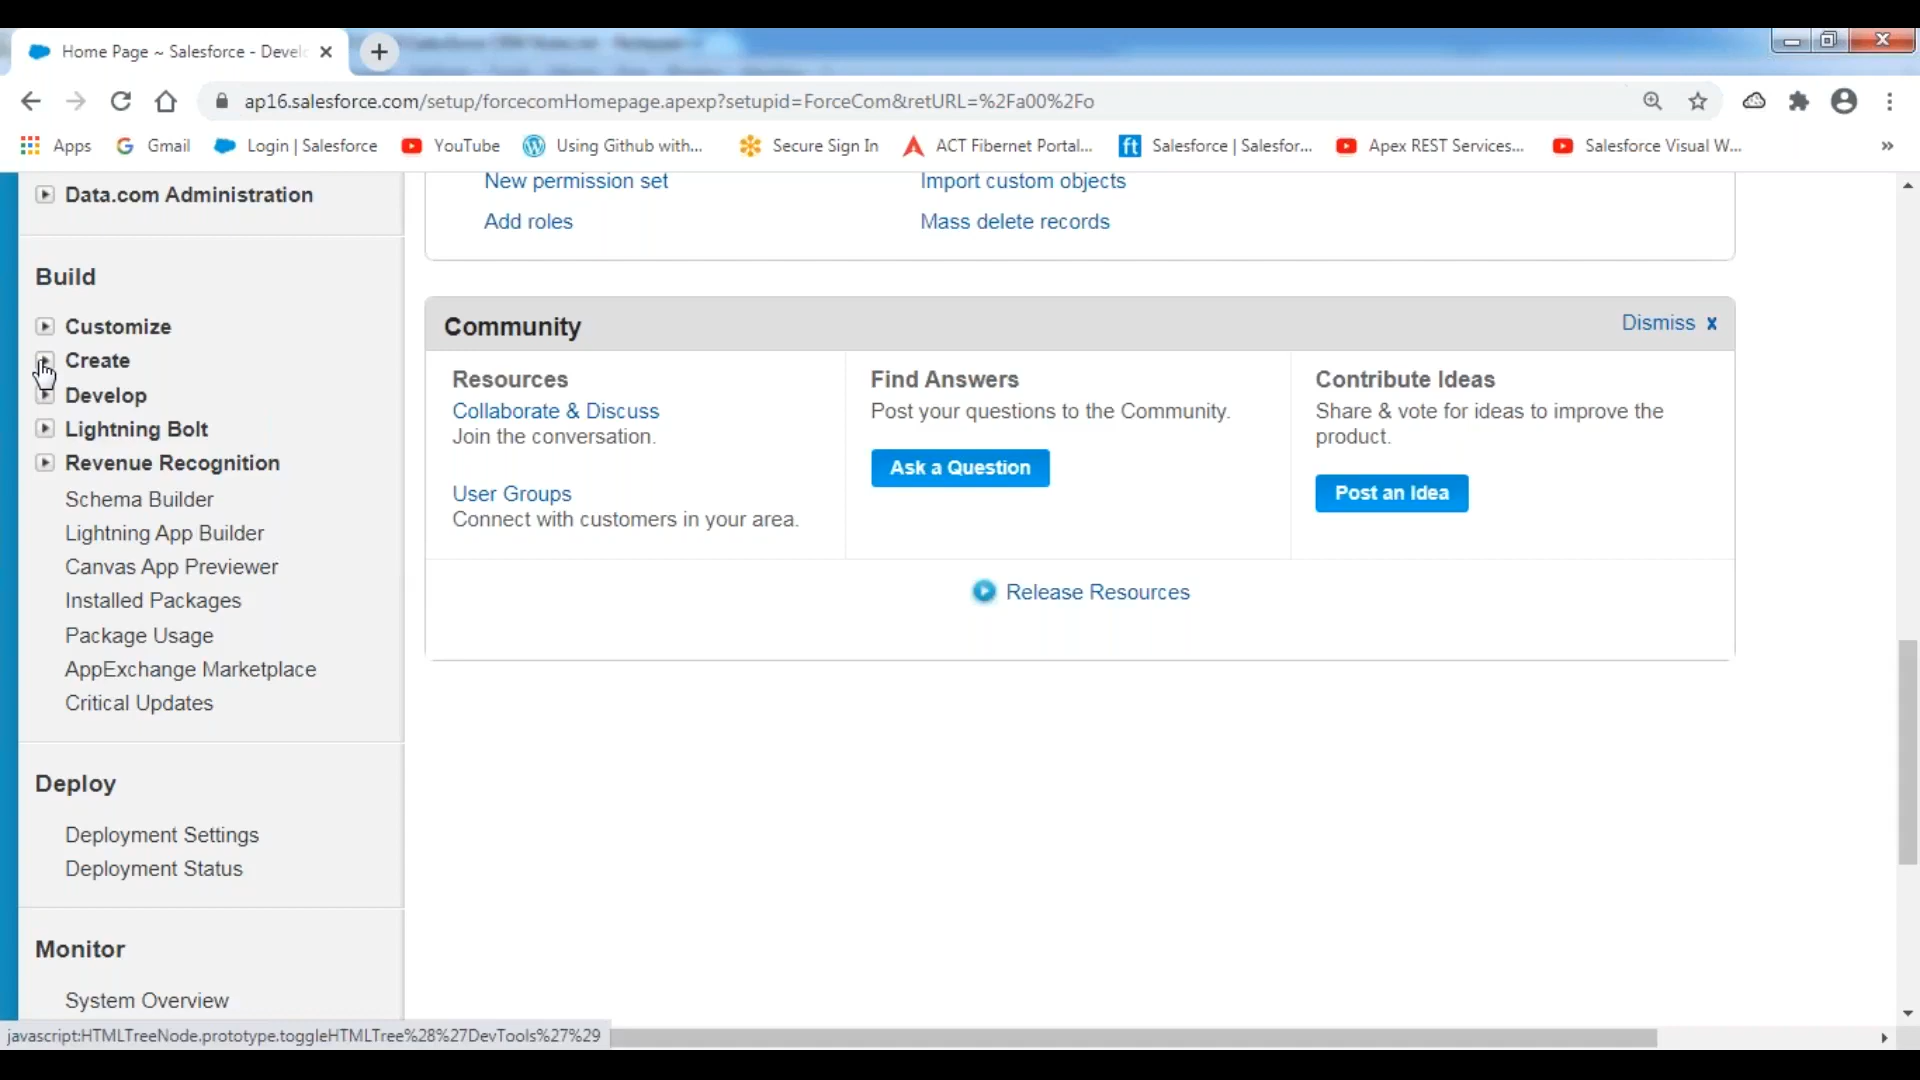 Home Page ~ Salesforce - Devel
ap16.salesforce.com/setup/forcecomHomepage.apexp?setupid=ForceCom&retURL=%2Fa00%2Fo
Apps Gmail Login | Salesforce YouTube Using Github with... Secure Sign In ACT Fibernet Portal... ft Salesforce | Salesfor... Apex REST Services... Salesforce Visual W... »
Data.com Administration
Build
Customize
Create
Develop
Lightning Bolt
Revenue Recognition
Schema Builder
Lightning App Builder
Canvas App Previewer
Installed Packages
Package Usage
AppExchange Marketplace
Critical Updates
Deploy
Deployment Settings
Deployment Status
Monitor
System Overview
New permission set
Import custom objects
Add roles
Mass delete records
Community
Dismiss x
Resources
Collaborate & Discuss
Join the conversation.
User Groups
Connect with customers in your area.
Find Answers
Post your questions to the Community.
Ask a Question
Contribute Ideas
Share & vote for ideas to improve the
product.
Post an Idea
Release Resources
javascript:HTMLTreeNode.prototype.toggleHTMLTree%28%27DevTools%27%29